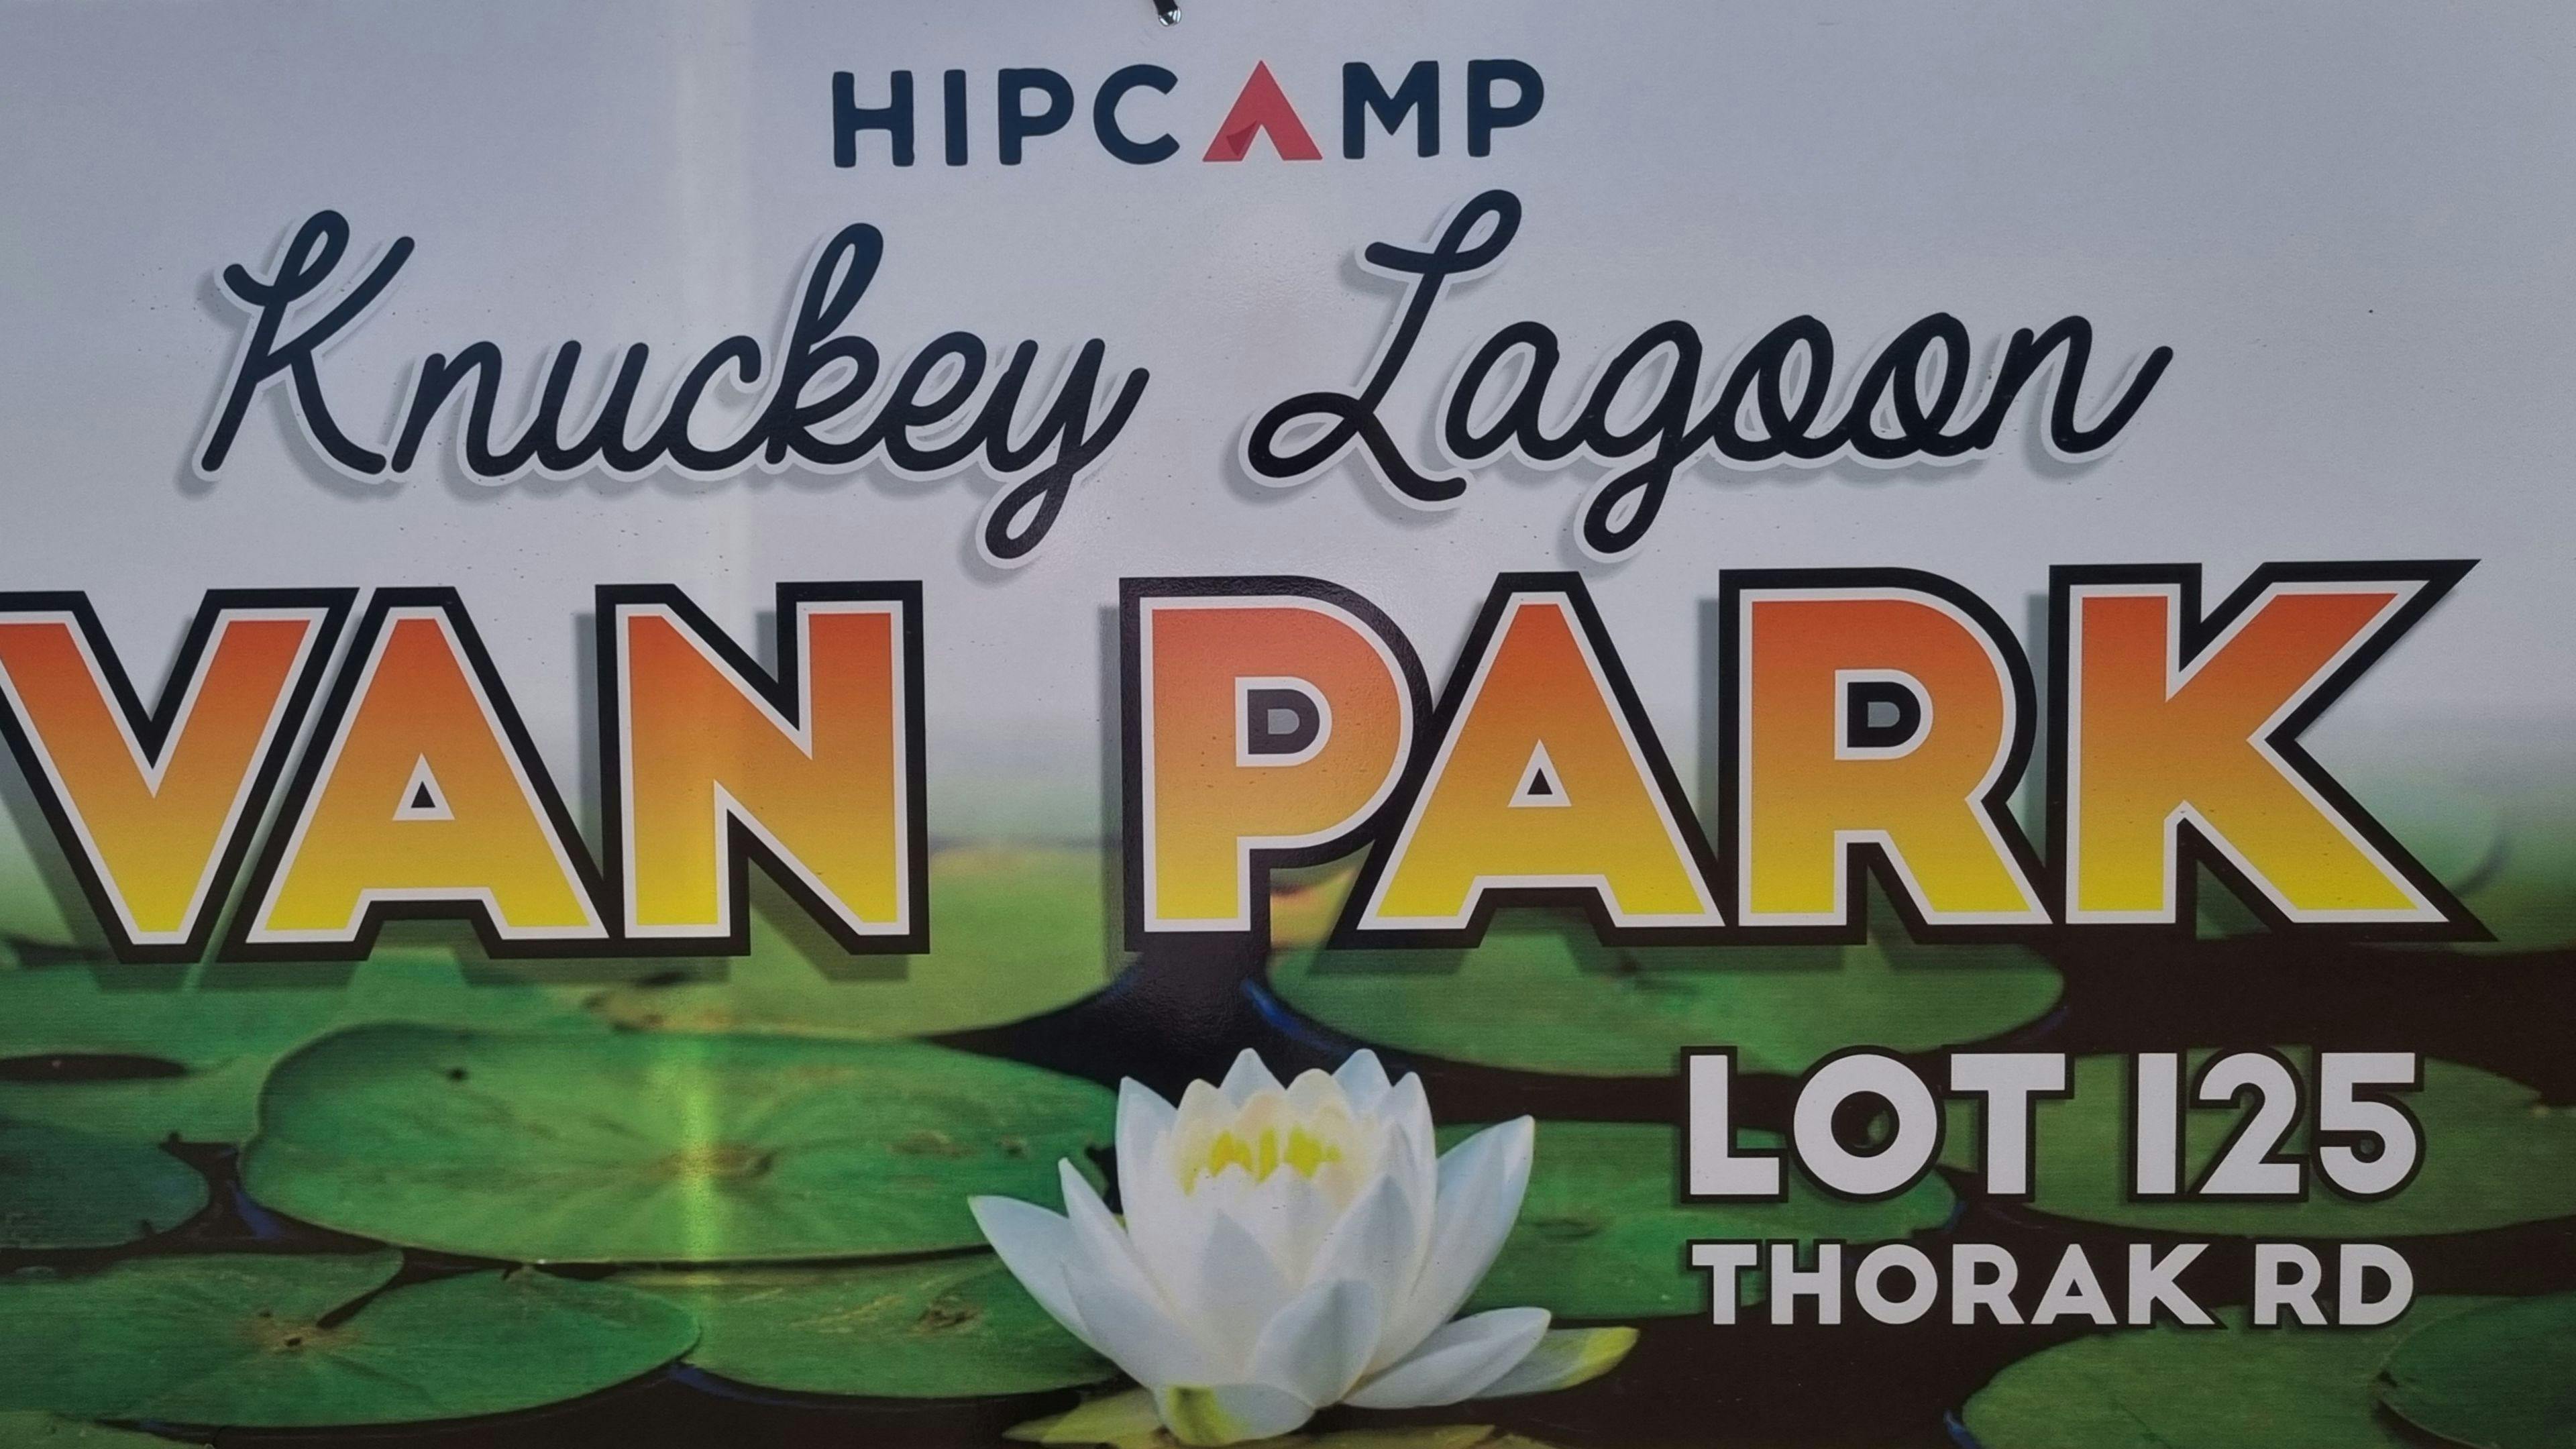 HIPCAMP
Knuckey Lagoon
VAN PARK
LOT 125
THORAK RD